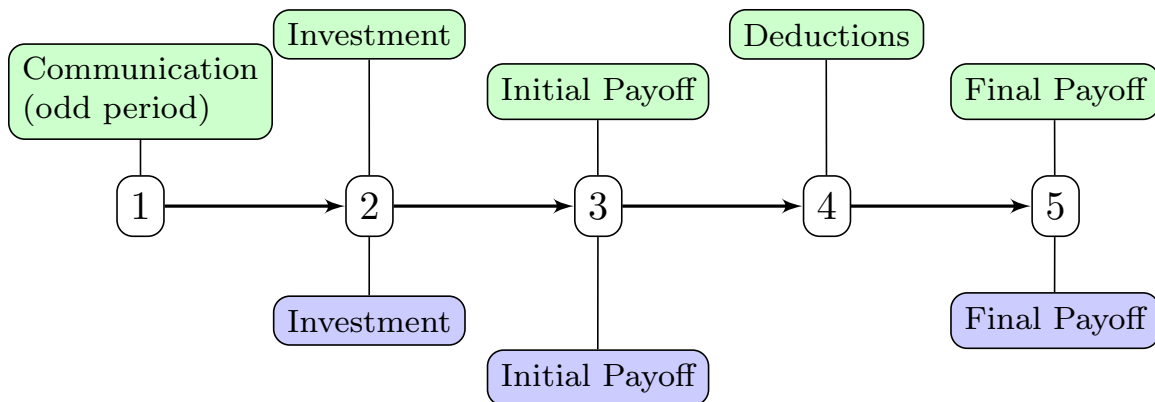 Investment
Deductions
Communication
(odd period)
Initial Payoff
Final Payoff
1
2
3
4
5
Investment
Final Payoff
Initial Payoff